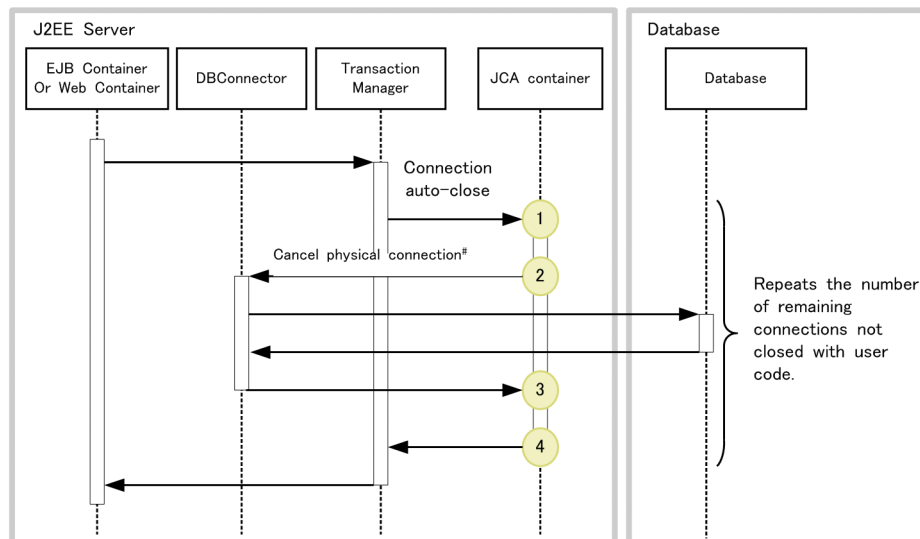 J2EE Server
Database
EJB Container
Or Web Container
DBConnector
Transaction
Manager
JCA container
Database
Connection
auto-close
1
Cancel physical connection#
2
Repeats the number
of remaining
connections not
closed with user
code.
3
4